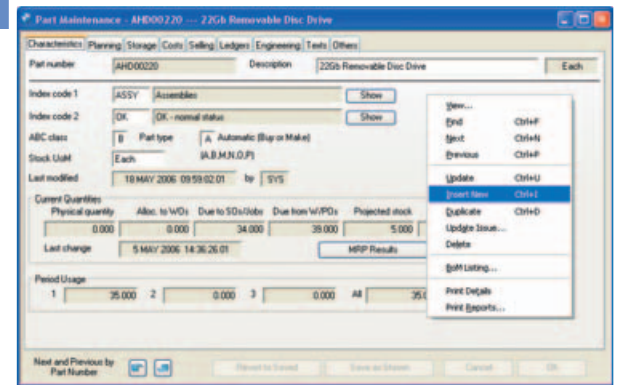 Part Maintenance - AHD00220 --- 22Gb Removable Disc Drive
Characteristics Planning Storage Costs Selling Ledgers Engineering Texts Others
Part number AHD00220 Description 22Gb Removable Disc Drive Each
Index code 1 ASSY Assemblies Show
Index code 2 OK OK - normal status Show
ABC class B Part type A Automatic (Buy or Make)
Stock UoM Each (A,B,M,N,O,P)
Last modified 18 MAY 2006 09:59:02.01 by SYS
Current Quantities
Physical quantity Alloc. to WOs Due to SOs/Jobs Due from W/POs Projected stock
0.000 0.000 34.000 39.000 5.000
Last change 5 MAY 2006 14:36:26.01 MRP Results
Period Usage
1 35.000 2 0.000 3 0.000 All 35.0
View...
Find Ctrl+F
Next Ctrl+N
Previous Ctrl+P
Update Ctrl+U
Insert New Ctrl+I
Duplicate Ctrl+D
Update Issue...
Delete
BoM Listing...
Print Details
Print Reports...
Next and Previous by
Part Number
Revert to Saved Save as Shown Cancel OK